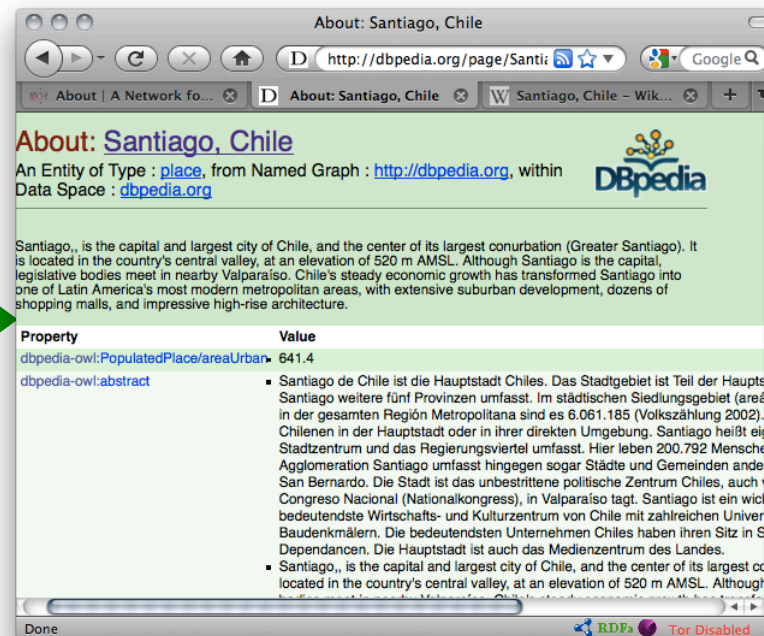 About: Santiago, Chile
http://dbpedia.org/page/Santi
Google
About | A Network fo...
D About: Santiago, Chile
W Santiago, Chile – Wik...
About: Santiago, Chile
DBpedia
An Entity of Type : place, from Named Graph : http://dbpedia.org, within
Data Space : dbpedia.org
Santiago,, is the capital and largest city of Chile, and the center of its largest conurbation (Greater Santiago). It
is located in the country's central valley, at an elevation of 520 m AMSL. Although Santiago is the capital,
legislative bodies meet in nearby Valparaíso. Chile's steady economic growth has transformed Santiago into
one of Latin America's most modern metropolitan areas, with extensive suburban development, dozens of
shopping malls, and impressive high-rise architecture.
Property Value
dbpedia-owl:PopulatedPlace/areaUrban 641.4
dbpedia-owl:abstract
Santiago de Chile ist die Hauptstadt Chiles. Das Stadtgebiet ist Teil der Haupts
Santiago weitere fünf Provinzen umfasst. Im städtischen Siedlungsgebiet (areá
in der gesamten Región Metropolitana sind es 6.061.185 (Volkszählung 2002).
Chilenen in der Hauptstadt oder in ihrer direkten Umgebung. Santiago heißt eig
Stadtzentrum und das Regierungsviertel umfasst. Hier leben 200.792 Mensche
Agglomeration Santiago umfasst hingegen sogar Städte und Gemeinden ande
San Bernardo. Die Stadt ist das unbestrittene politische Zentrum Chiles, auch
Congreso Nacional (Nationalkongress), in Valparaíso tagt. Santiago ist ein wic
bedeutendste Wirtschafts- und Kulturzentrum von Chile mit zahlreichen Univer
Baudenkmälern. Die bedeutendsten Unternehmen Chiles haben ihren Sitz in S
Dependancen. Die Hauptstadt ist auch das Medienzentrum des Landes.
Santiago,, is the capital and largest city of Chile, and the center of its largest co
located in the country's central valley, at an elevation of 520 m AMSL. Although
Done
RDFa
Tor Disabled